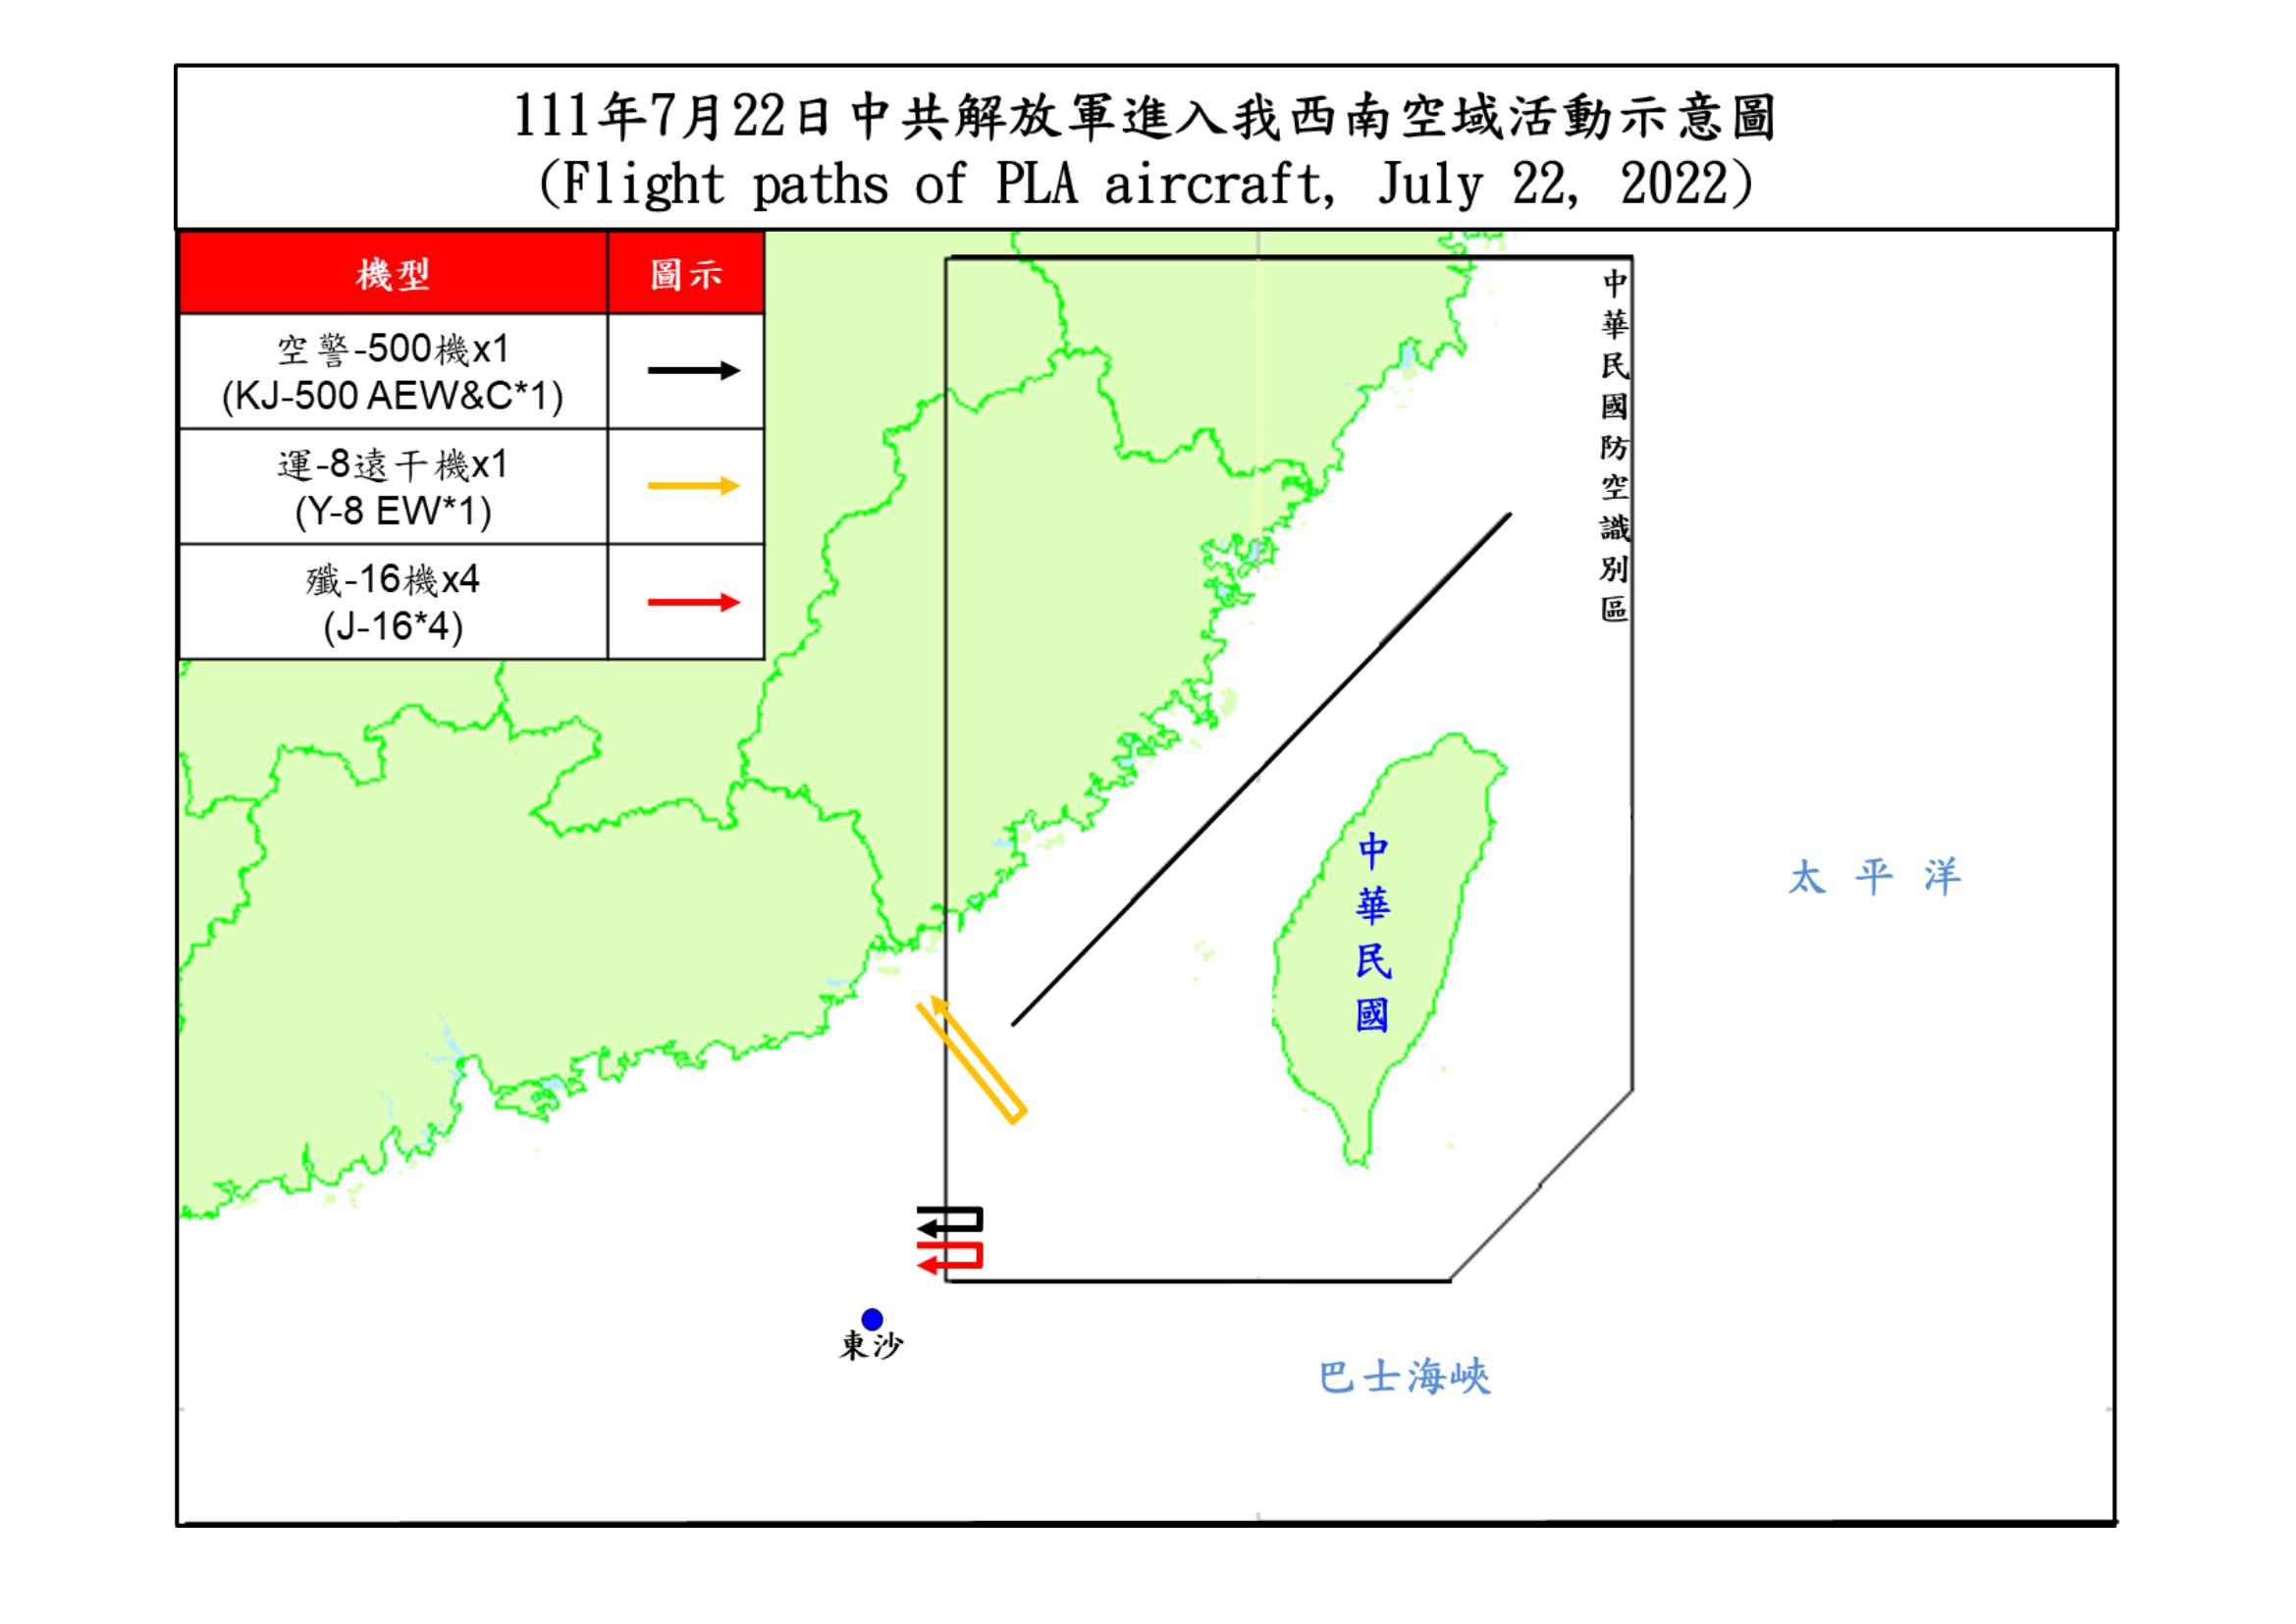 111年7月22日中共解放軍進入我西南空域活動示意圖
(Flight paths of PLA aircraft, July 22, 2022)
機型 圖示
空警-500機x1
(KJ-500 AEW&C*1)
運-8遠干機x1
(Y-8 EW*1)
殲-16機x4
(J-16*4)
中華民國防空識別區
中華民國
太平洋
東沙
巴士海峽